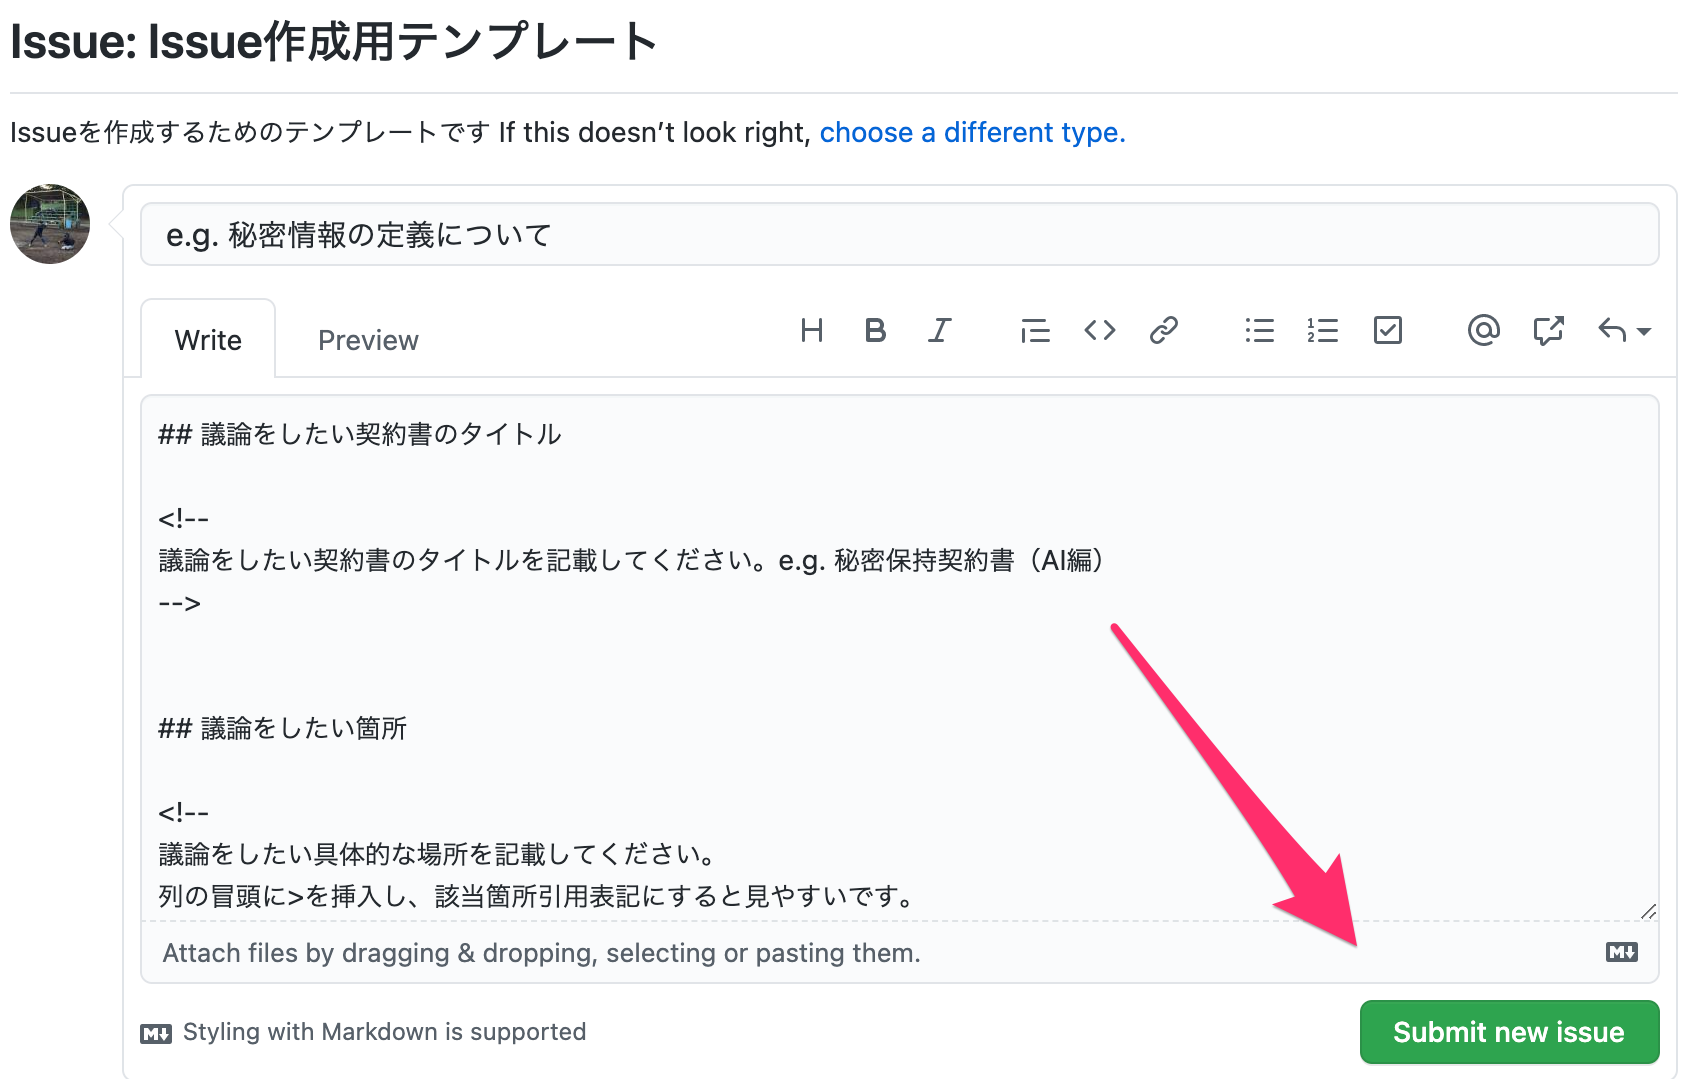 Issue: Issue作成用テンプレート
Issueを作成するためのテンプレートです If this doesn’t look right, choose a different type.
e.g. 秘密情報の定義について
Write Preview
## 議論をしたい契約書のタイトル
<!--
議論をしたい契約書のタイトルを記載してください。e.g. 秘密保持契約書（AI編）
-->
## 議論をしたい箇所
<!--
議論をしたい具体的な場所を記載してください。
列の冒頭に>を挿入し、該当箇所引用表記にすると見やすいです。
Attach files by dragging & dropping, selecting or pasting them.
Styling with Markdown is supported
Submit new issue